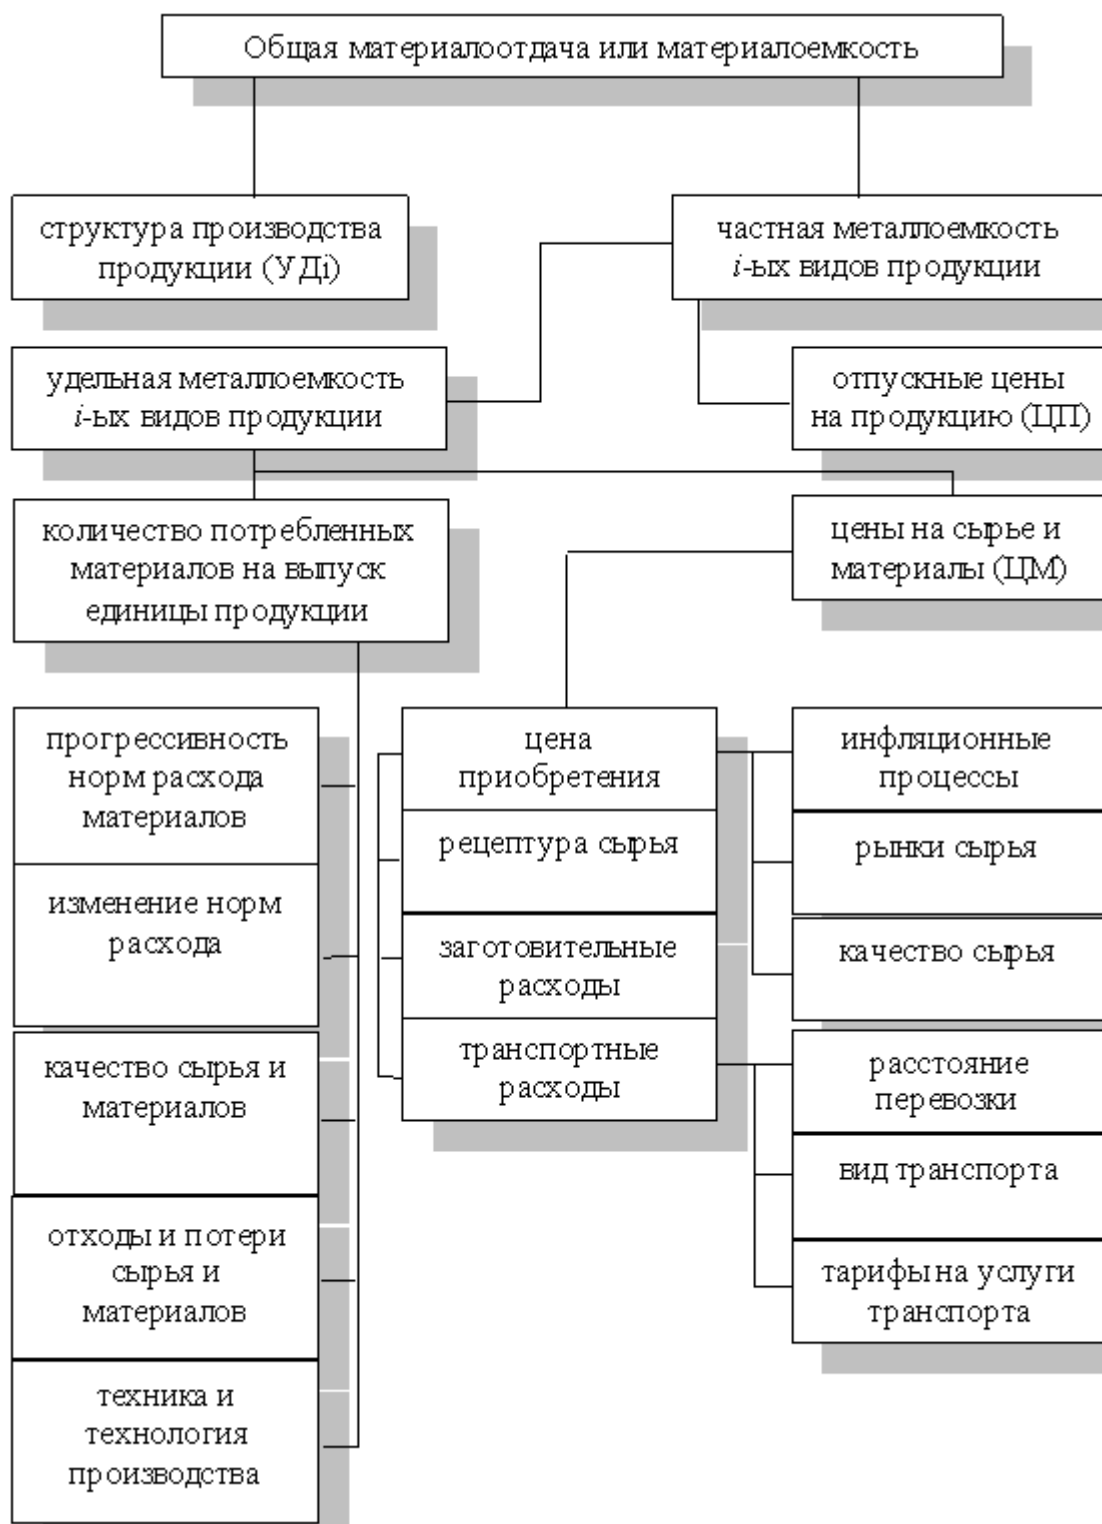 Общая материалоотдача или материалоемкость
структура производства
продукции (УДi)
частная металлоемкость
i-ых видов продукции
удельная металлоемкость
i-ых видов продукции
отпускные цены
на продукцию (ЦП)
количество потребленных
материалов на выпуск
единицы продукции
цены на сырье и
материалы (ЦМ)
прогрессивность
норм расхода
материалов
изменение норм
расхода
качество сырья и
материалов
отходы и потери
сырья и
материалов
техника и
технология
производства
цена
приобретения
рецептура сырья
заготовительные
расходы
транспортные
расходы
инфляционные
процессы
рынки сырья
качество сырья
расстояние
перевозки
вид транспорта
тарифы на услуги
транспорта